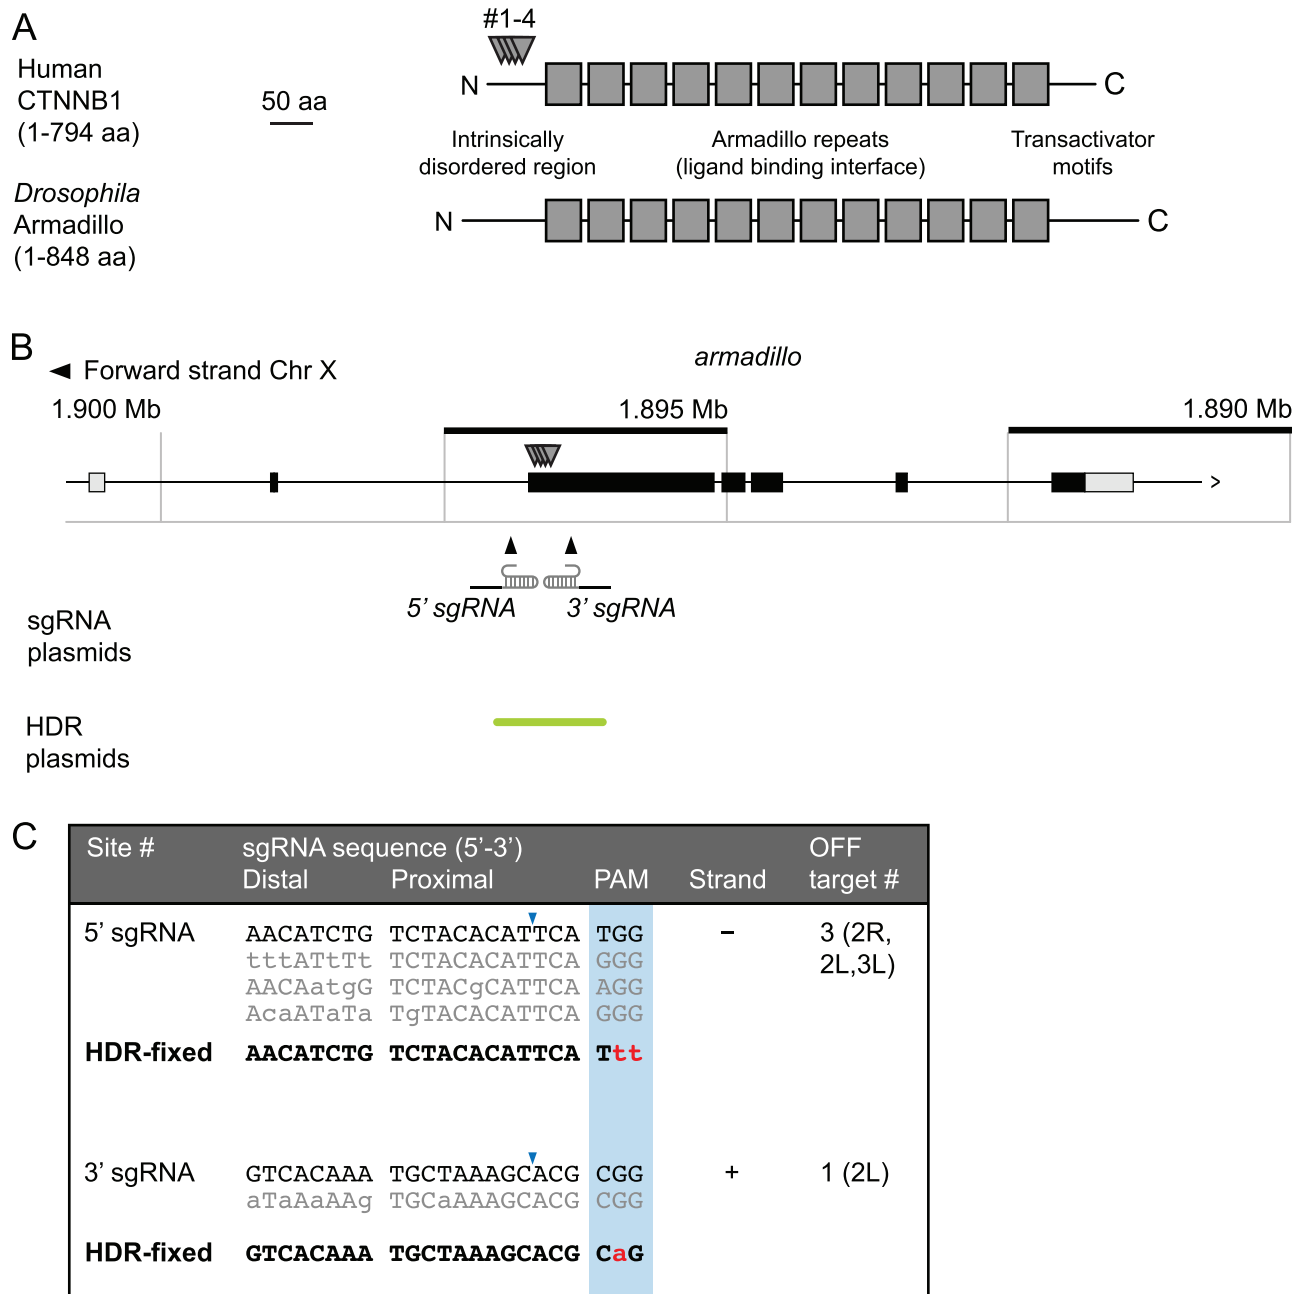 A
#1-4
Human
CTNNB1
(1-794 aa)
50 aa
N
C
Intrinsically
disordered region
Armadillo repeats
(ligand binding interface)
Transactivator
motifs
Drosophila
Armadillo
(1-848 aa)
N
C
B
◄ Forward strand Chr X
armadillo
1.900 Mb
1.895 Mb
1.890 Mb
>
5’ sgRNA
3’ sgRNA
sgRNA
plasmids
HDR
plasmids
C
Site # sgRNA sequence (5’-3’) OFF
Distal Proximal PAM Strand target #
5’ sgRNA AACATCTG TCTACACATTCA TGG – 3 (2R,
tttATtTt TCTACACATTCA GGG 2L,3L)
AACAatgG TCTACgCATTCA AGG
AcaATaTa TgTACACATTCA GGG
HDR-fixed AACATCTG TCTACACATTCA Ttt
3’ sgRNA GTCACAAA TGCTAAAGCACG CGG + 1 (2L)
aTaAaAAg TGCaAAAGCACG CGG
HDR-fixed GTCACAAA TGCTAAAGCACG CaG